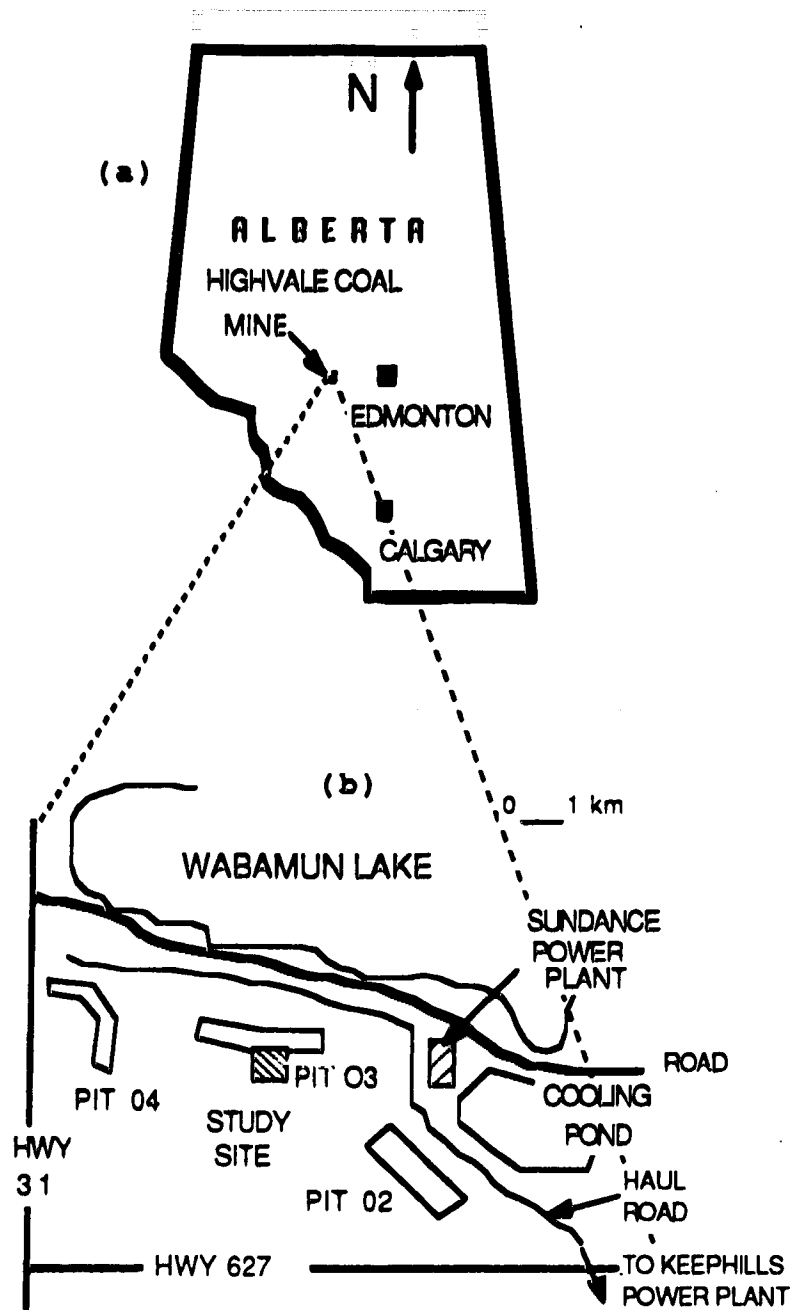 N
(a)
ALBERTA
HIGHVALE COAL
MINE
EDMONTON
CALGARY
(b)
0 1 km
WABAMUN LAKE
SUNDANCE
POWER
PLANT
ROAD
PIT 04
PIT O3
COOLING
POND
STUDY
SITE
HWY
31
PIT 02
HAUL
ROAD
HWY 627
TO KEEPHILLS
POWER PLANT